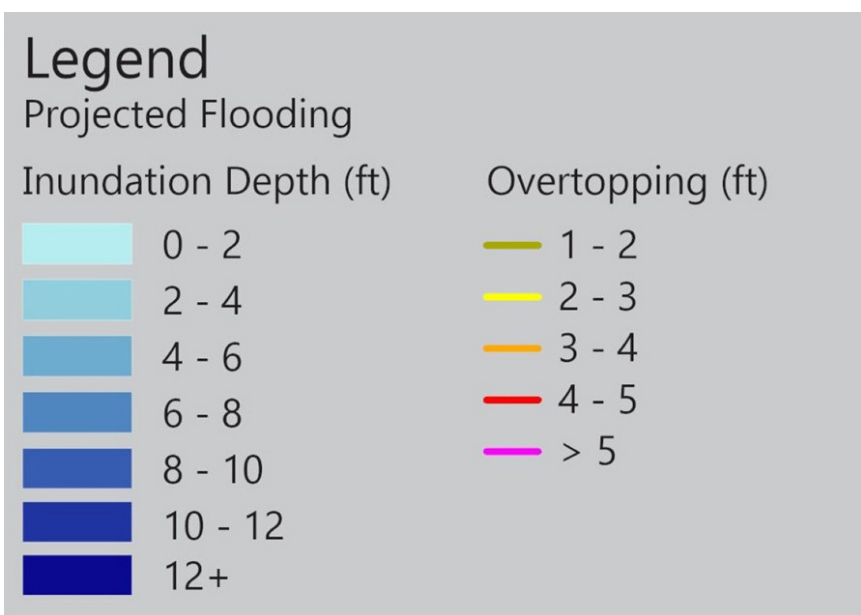 Legend
Projected Flooding
Inundation Depth (ft)
0 - 2
2 - 4
4 - 6
6 - 8
8 - 10
10 - 12
12+
Overtopping (ft)
1 - 2
2 - 3
3 - 4
4 - 5
> 5